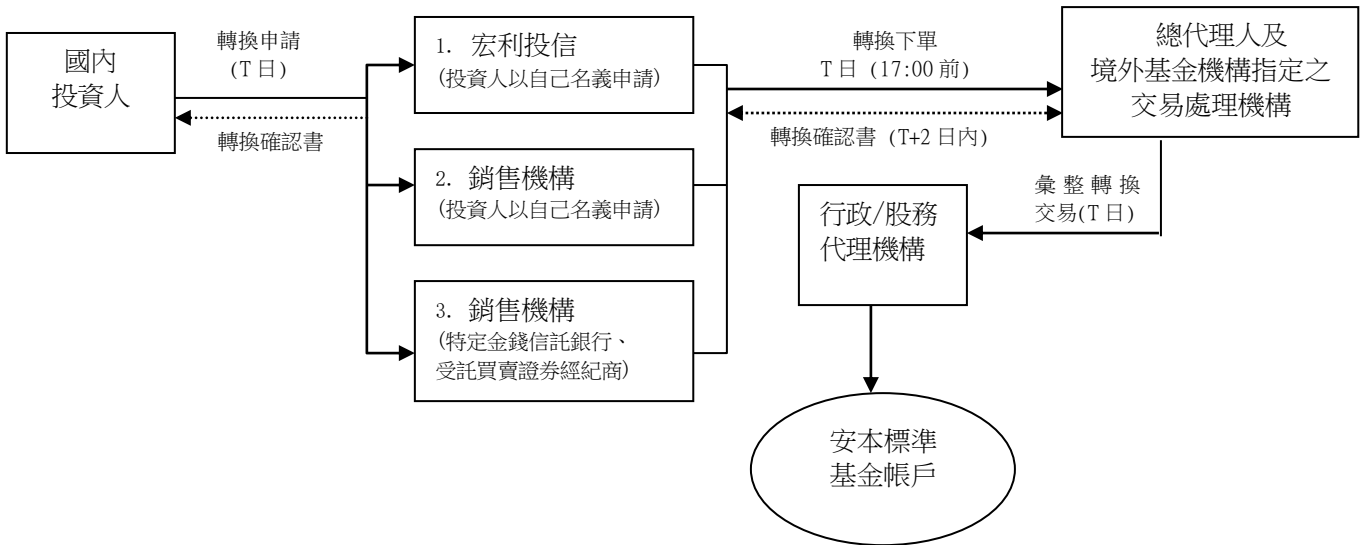 國內
投資人
轉換申請
(T日)
轉換確認書
1. 宏利投信
(投資人以自己名義申請)
2. 銷售機構
(投資人以自己名義申請)
3. 銷售機構
(特定金錢信託銀行、
受託買賣證券經紀商)
轉換下單
T日 (17:00前)
轉換確認書 (T+2日內)
總代理人及
境外基金機構指定之
交易處理機構
彙整轉換
交易(T日)
行政/股務
代理機構
安本標準
基金帳戶